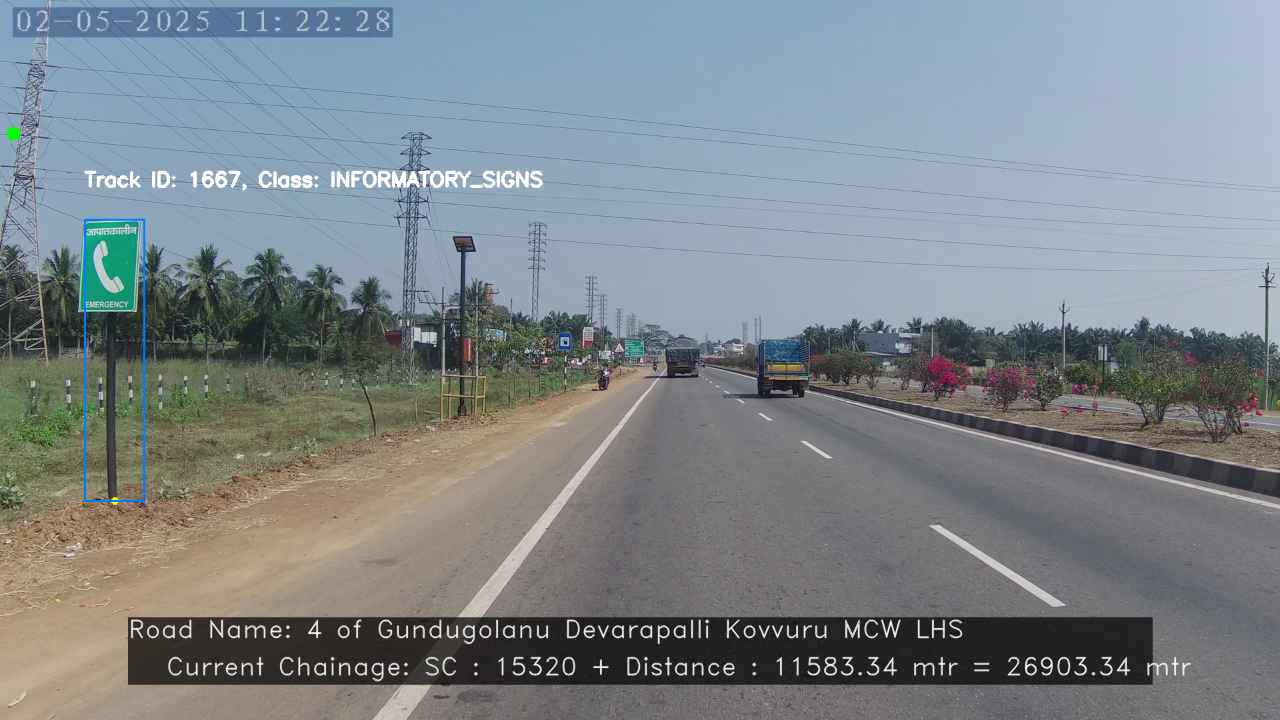 02-05-2025 11:22:28
Track ID: 1667, Class: INFORMATORY_SIGNS
आपातकालीन
EMERGENCY
Road Name: 4 of Gundugolanu Devarapalli Kovvuru MCW LHS
Current Chainage: SC : 15320 + Distance : 11583.34 mtr = 26903.34 mtr